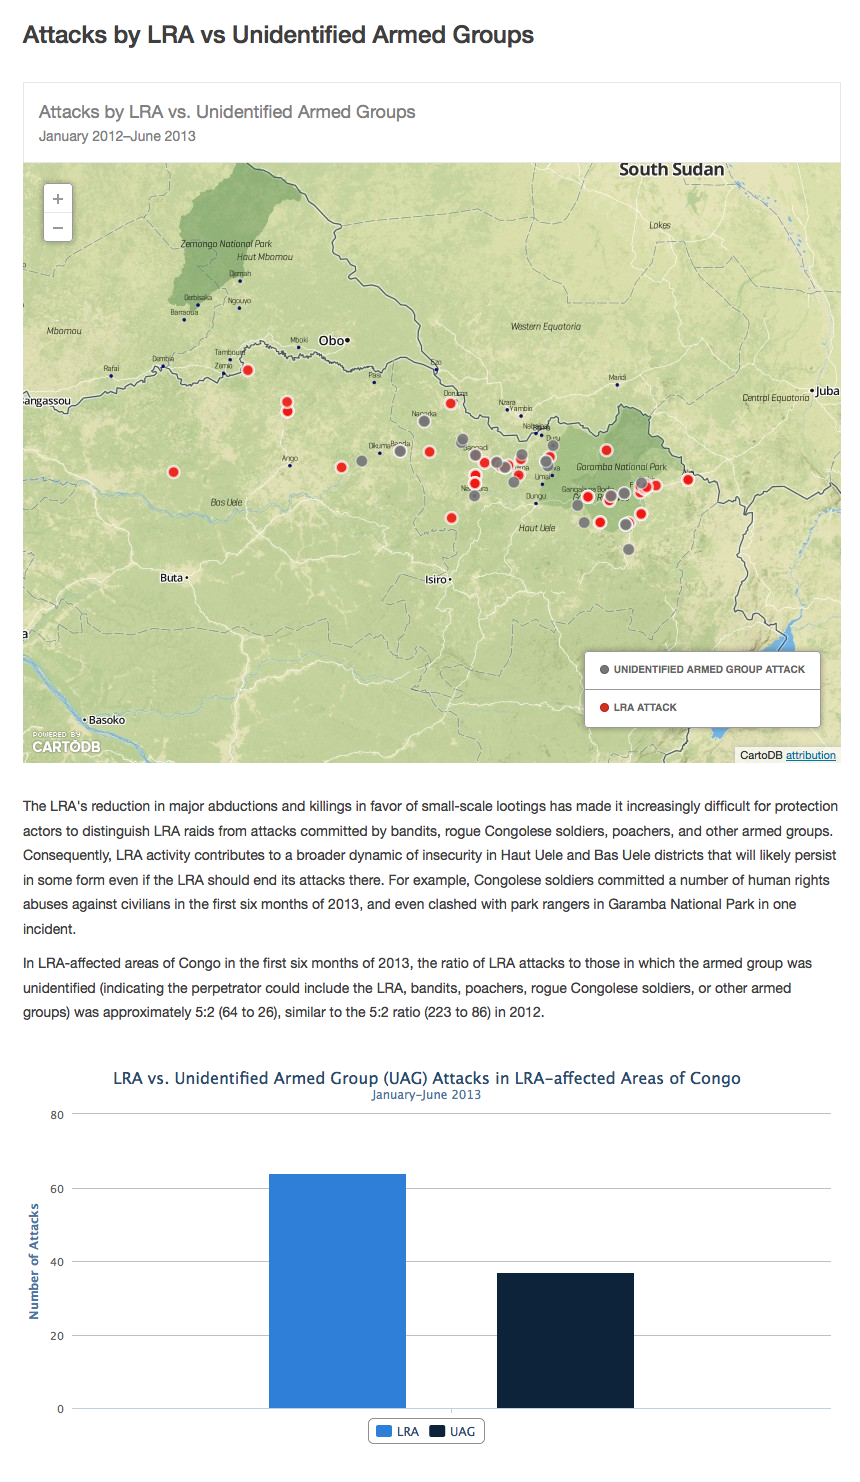 Attacks by LRA vs Unidentified Armed Groups
Attacks by LRA vs. Unidentified Armed Groups
January 2012–June 2013
South Sudan
+
−
Lakes
Zemongo National Park
Haut Mbomou
Djemah
Derbisaka
Ngouyo
Barraoua
Mbomou
Western Equatoria
Mboki
Obo
Tamboura
Dembia
Zemio
Rafai
Ezo
Pasi
Maridi
Juba
Central Equatoria
angassou
Doruma
Nzara
Yambio
Duru
Dikuma
Garamba National Park
Ango
Bas Uele
Dungu
Haut Uele
Buta
Isiro
UNIDENTIFIED ARMED GROUP ATTACK
LRA ATTACK
Basoko
POWERED BY
CARTODB
CartoDB attribution
The LRA's reduction in major abductions and killings in favor of small-scale lootings has made it increasingly difficult for protection
actors to distinguish LRA raids from attacks committed by bandits, rogue Congolese soldiers, poachers, and other armed groups.
Consequently, LRA activity contributes to a broader dynamic of insecurity in Haut Uele and Bas Uele districts that will likely persist
in some form even if the LRA should end its attacks there. For example, Congolese soldiers committed a number of human rights
abuses against civilians in the first six months of 2013, and even clashed with park rangers in Garamba National Park in one
incident.
In LRA-affected areas of Congo in the first six months of 2013, the ratio of LRA attacks to those in which the armed group was
unidentified (indicating the perpetrator could include the LRA, bandits, poachers, rogue Congolese soldiers, or other armed
groups) was approximately 5:2 (64 to 26), similar to the 5:2 ratio (223 to 86) in 2012.
LRA vs. Unidentified Armed Group (UAG) Attacks in LRA-affected Areas of Congo
January-June 2013
Number of Attacks
80
60
40
20
0
LRA
UAG